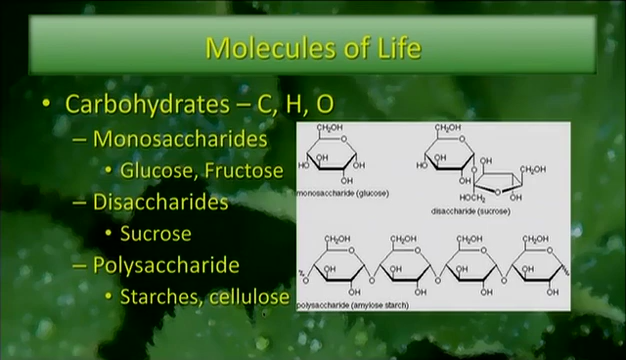 Molecules of Life
• Carbohydrates – C, H, O
– Monosaccharides
• Glucose, Fructose
– Disaccharides
• Sucrose
– Polysaccharide
• Starches, cellulose
CH₂OH
O
HO
OH
OH
OH
monosaccharide (glucose)
CH₂OH
O
HO
OH
OH
O
OH
CH₂OH
HOCH₂
O
OH
disaccharide (sucrose)
CH₂OH CH₂OH CH₂OH CH₂OH
O O O O
OH OH OH OH
O O O O
OH OH OH OH
polysaccharide (amylose starch)